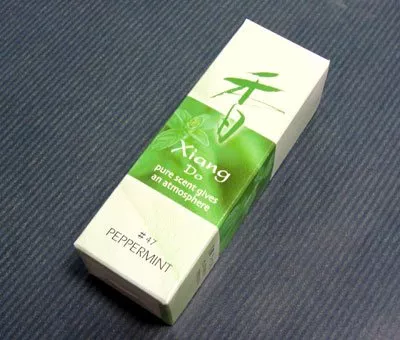 香
Xiang
Do
pure scent gives
an atmosphere
#47
PEPPERMINT